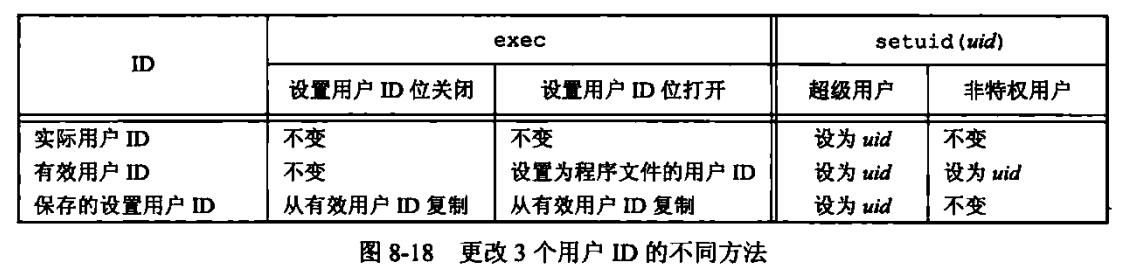 ID exec setuid(uid)
设置用户 ID 位关闭 设置用户 ID 位打开 超级用户 非特权用户
实际用户 ID 不变 不变 设为 uid 不变
有效用户 ID 不变 设置为程序文件的用户 ID 设为 uid 设为 uid
保存的设置用户 ID 从有效用户 ID 复制 从有效用户 ID 复制 设为 uid 不变
图 8-18 更改 3 个用户 ID 的不同方法